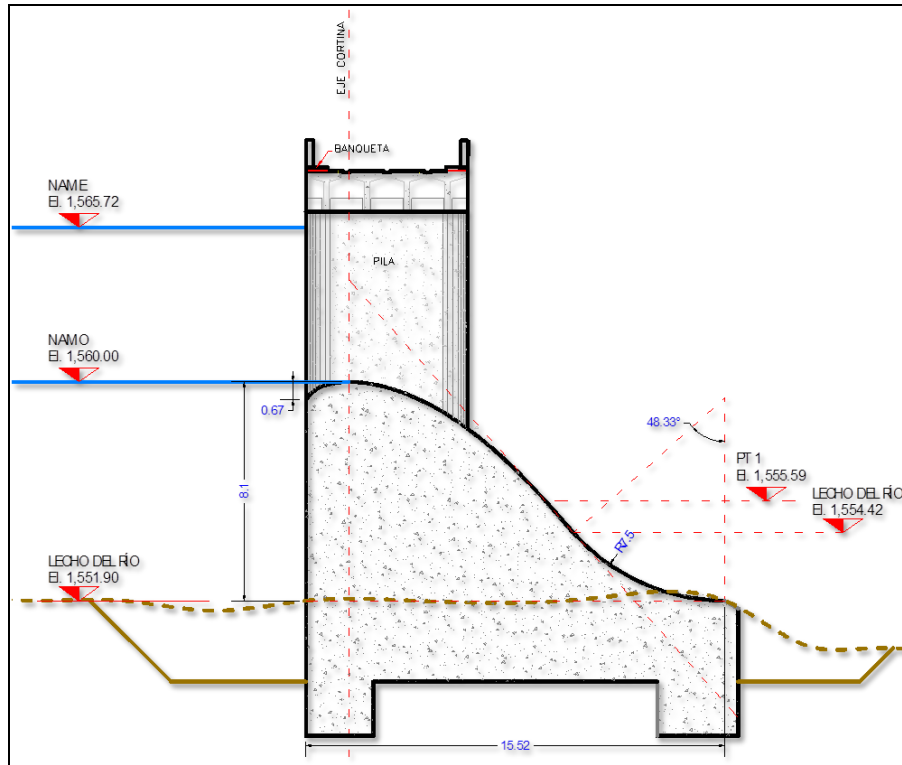 EJE CORTINA
BANQUETA
NAME
El. 1,565.72
PILA
NAMO
El. 1,560.00
0.67
48.33°
PT 1
El. 1,555.59
LECHO DEL RÍO
El. 1,554.42
8.1
R7.5
LECHO DEL RÍO
El. 1,551.90
15.52